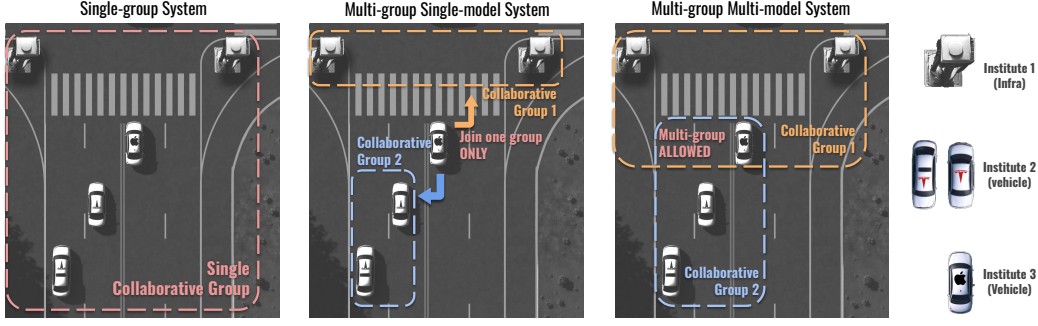 Single-group System
Multi-group Single-model System
Multi-group Multi-model System
Single
Collaborative Group
Collaborative
Group 1
Join one group
ONLY
Collaborative
Group 2
Multi-group
ALLOWED
Collaborative
Group 1
Collaborative
Group 2
Institute 1
(Infra)
Institute 2
(vehicle)
Institute 3
(Vehicle)